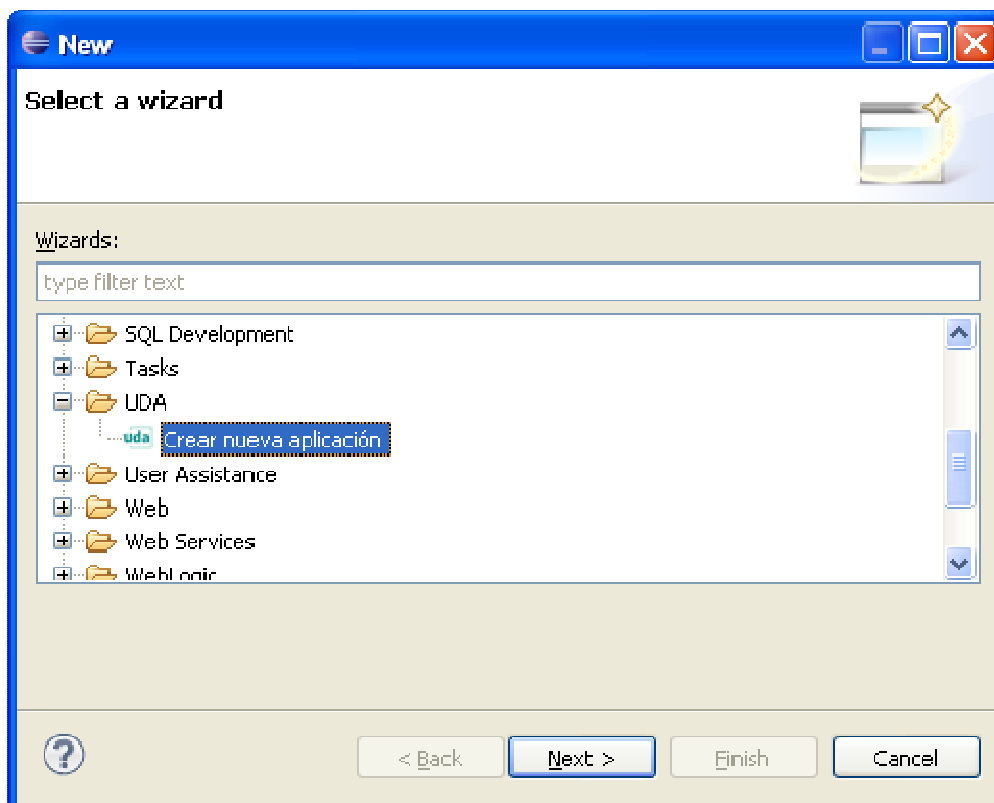 New
Select a wizard
Wizards:
type filter text
SQL Development
Tasks
UDA
uda Crear nueva aplicación
User Assistance
Web
Web Services
WebLogic
? < Back Next > Finish Cancel